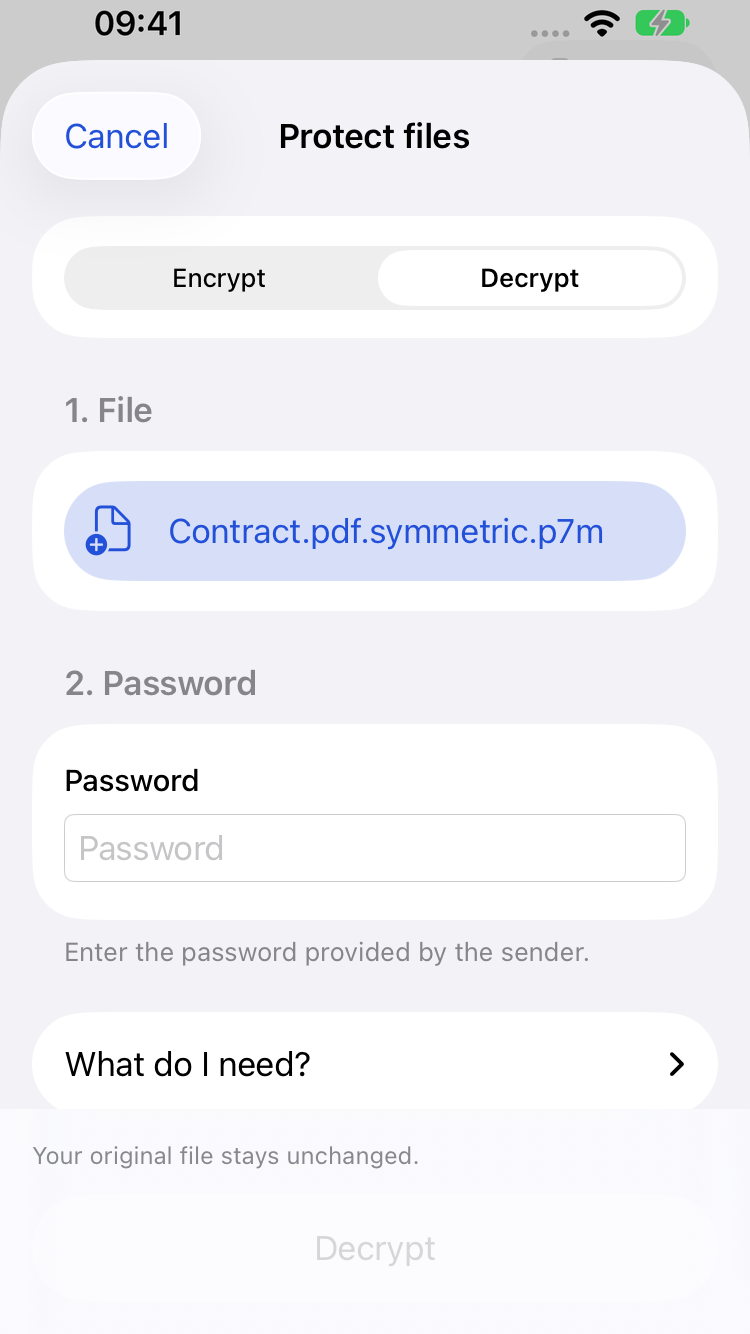 09:41
Cancel
Protect files
Encrypt
Decrypt
1. File
Contract.pdf.symmetric.p7m
2. Password
Password
Password
Enter the password provided by the sender.
What do I need?
Your original file stays unchanged.
Decrypt